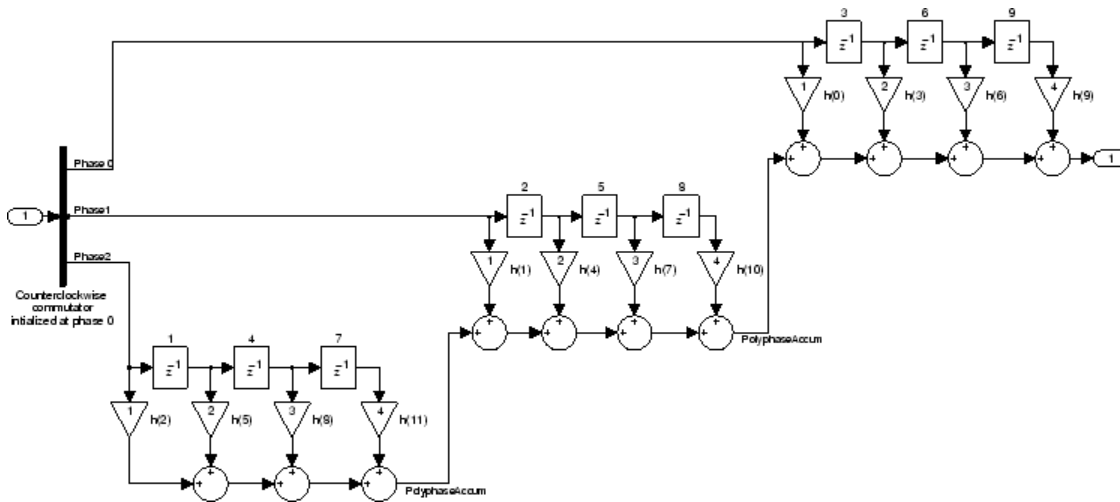 3 6 9
z⁻¹ z⁻¹ z⁻¹
1 2 3 4
h(0) h(3) h(6) h(9)
Phase 0
+ + + +
+ 1
2 5 8
1 Phase1 z⁻¹ z⁻¹ z⁻¹
1 2 3 4
Phase2 h(1) h(4) h(7) h(10)
Counterclockwise
commutator
intialized at phase 0
+ + + +
+ PolyphaseAccum
1 4 7
z⁻¹ z⁻¹ z⁻¹
1 2 3 4
h(2) h(5) h(8) h(11)
+ + +
+ PolyphaseAccum